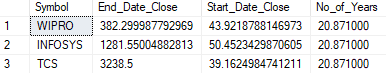 Symbol End_Date_Close Start_Date_Close No_of_Years
1 WIPRO 382.299987792969 43.9218788146973 20.871000
2 INFOSYS 1281.55004882813 50.4523429870605 20.871000
3 TCS 3238.5 39.1624984741211 20.871000